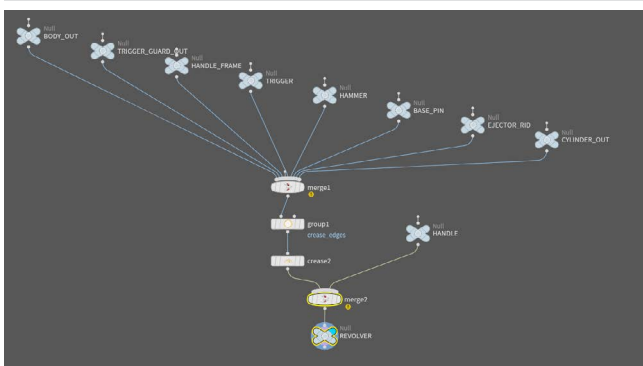 Null
BODY_OUT
Null
TRIGGER_GUARD_OUT
Null
HANDLE_FRAME
Null
TRIGGER
Null
HAMMER
Null
BASE_PIN
Null
EJECTOR_RID
Null
CYLINDER_OUT
merge1
group1
crease_edges
Null
HANDLE
crease2
merge2
Null
REVOLVER